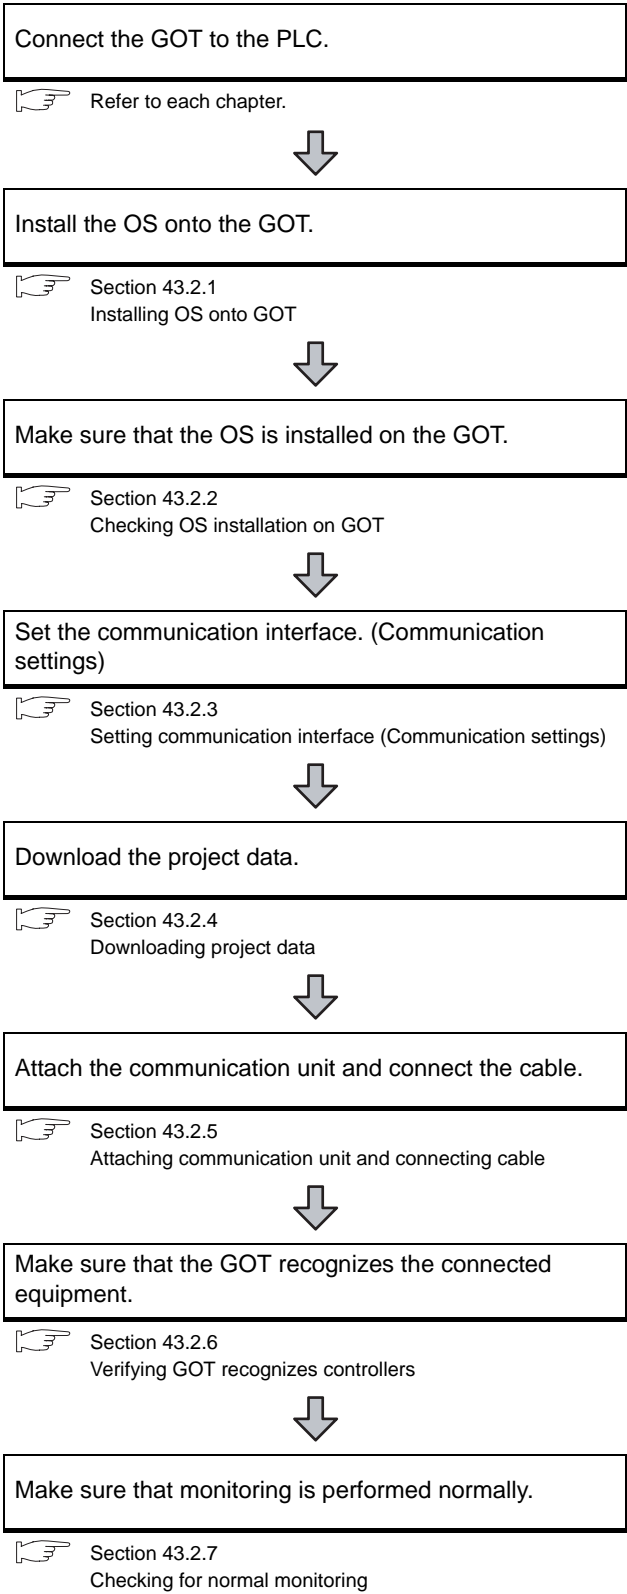 Connect the GOT to the PLC.
Refer to each chapter.
Install the OS onto the GOT.
Section 43.2.1
Installing OS onto GOT
Make sure that the OS is installed on the GOT.
Section 43.2.2
Checking OS installation on GOT
Set the communication interface. (Communication
settings)
Section 43.2.3
Setting communication interface (Communication settings)
Download the project data.
Section 43.2.4
Downloading project data
Attach the communication unit and connect the cable.
Section 43.2.5
Attaching communication unit and connecting cable
Make sure that the GOT recognizes the connected
equipment.
Section 43.2.6
Verifying GOT recognizes controllers
Make sure that monitoring is performed normally.
Section 43.2.7
Checking for normal monitoring